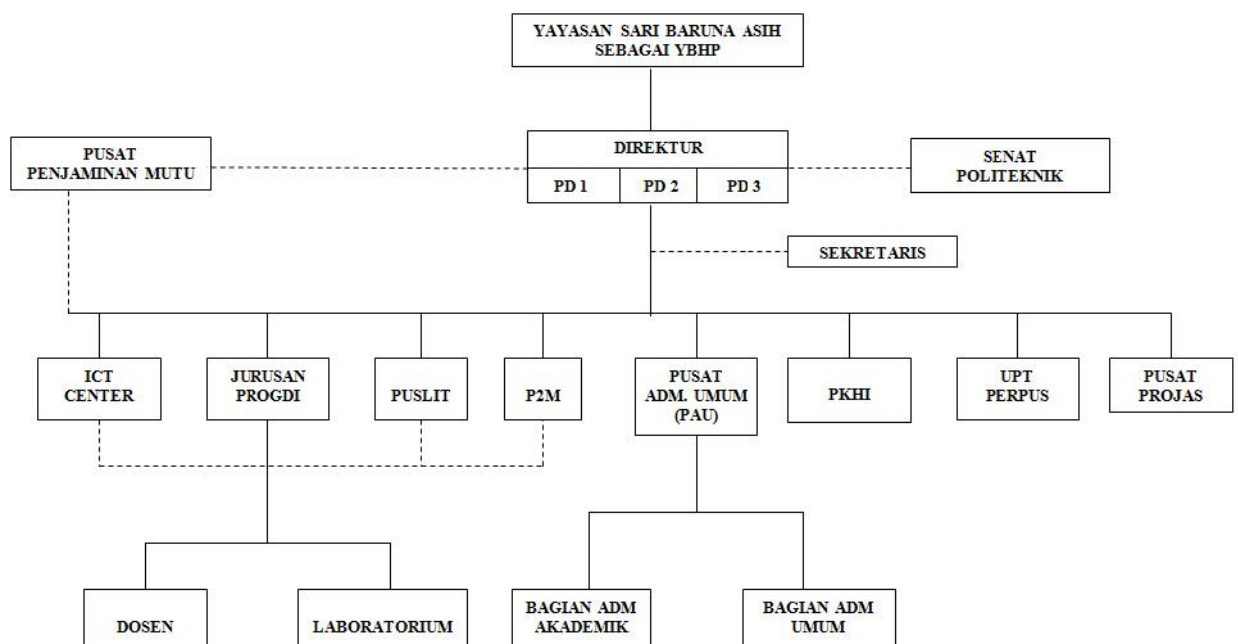 YAYASAN SARI BARUNA ASIH
SEBAGAI YBHP
PUSAT
PENJAMINAN MUTU
DIREKTUR
PD 1
PD 2
PD 3
SENAT
POLITEKNIK
SEKRETARIS
ICT
CENTER
JURUSAN
PROGDI
PUSLIT
P2M
PUSAT
ADM. UMUM
(PAU)
PKHI
UPT
PERPUS
PUSAT
PROJAS
DOSEN
LABORATORIUM
BAGIAN ADM
AKADEMIK
BAGIAN ADM
UMUM